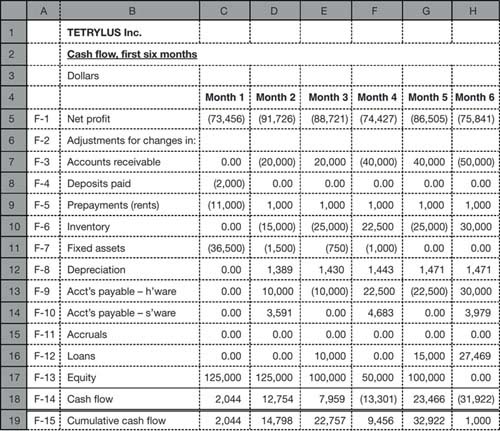 A B C D E F G H
1 TETRYLUS Inc.
2 Cash flow, first six months
3 Dollars
4 Month 1 Month 2 Month 3 Month 4 Month 5 Month 6
5 F-1 Net profit (73,456) (91,726) (88,721) (74,427) (86,505) (75,841)
6 F-2 Adjustments for changes in:
7 F-3 Accounts receivable 0.00 (20,000) 20,000 (40,000) 40,000 (50,000)
8 F-4 Deposits paid (2,000) 0.00 0.00 0.00 0.00 0.00
9 F-5 Prepayments (rents) (11,000) 1,000 1,000 1,000 1,000 1,000
10 F-6 Inventory 0.00 (15,000) (25,000) 22,500 (25,000) 30,000
11 F-7 Fixed assets (36,500) (1,500) (750) (1,000) 0.00 0.00
12 F-8 Depreciation 0.00 1,389 1,430 1,443 1,471 1,471
13 F-9 Acct's payable – h'ware 0.00 10,000 (10,000) 22,500 (22,500) 30,000
14 F-10 Acct's payable – s'ware 0.00 3,591 0.00 4,683 0.00 3,979
15 F-11 Accruals 0.00 0.00 0.00 0.00 0.00 0.00
16 F-12 Loans 0.00 0.00 10,000 0.00 15,000 27,469
17 F-13 Equity 125,000 125,000 100,000 50,000 100,000 0.00
18 F-14 Cash flow 2,044 12,754 7,959 (13,301) 23,466 (31,922)
19 F-15 Cumulative cash flow 2,044 14,798 22,757 9,456 32,922 1,000